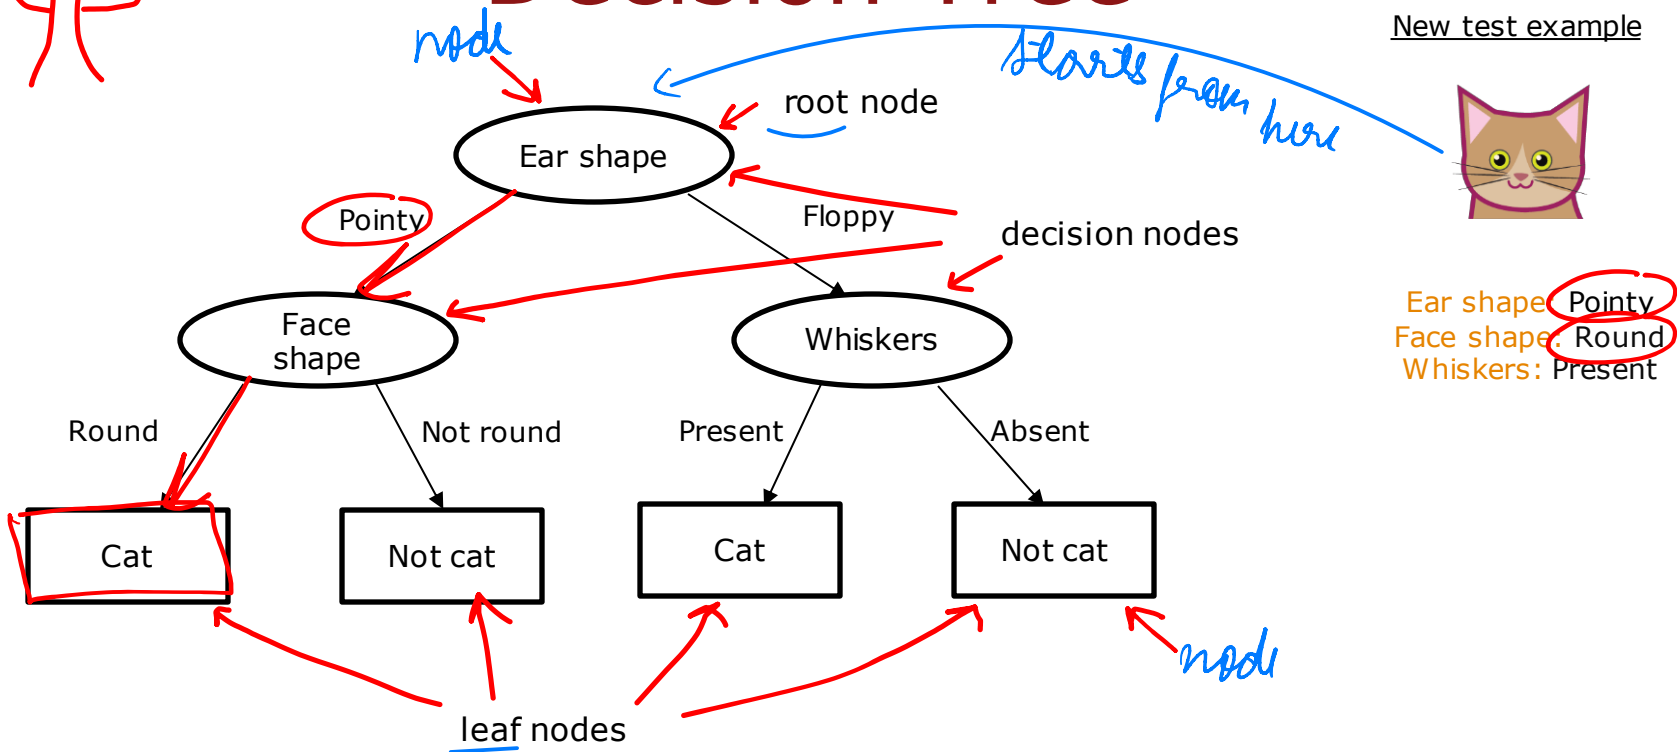 Decision Tree
New test example
node
starts from here
root node
Ear shape
Pointy
Floppy
decision nodes
Face
shape
Whiskers
Ear shape: Pointy
Face shape: Round
Whiskers: Present
Round
Not round
Present
Absent
Cat
Not cat
Cat
Not cat
node
leaf nodes